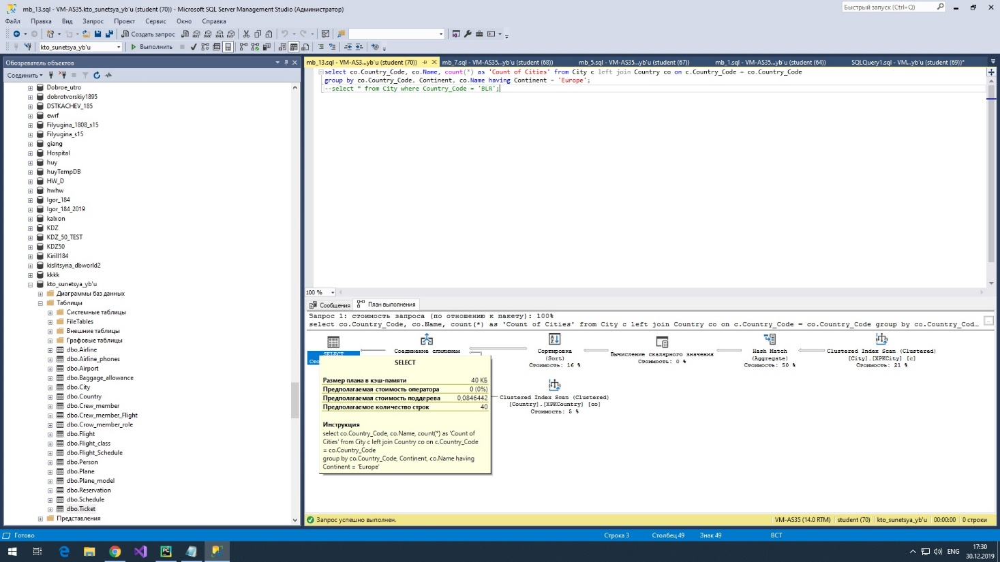 mb_13.sql - VM-AS35.kto_sunetsya_yb'u (student (70)) - Microsoft SQL Server Management Studio (Администратор)
Быстрый запуск (Ctrl+Q)
Файл Правка Вид Запрос Проект Сервис Окно Справка
Создать запрос
kto_sunetsya_yb'u
Выполнить
Обозреватель объектов
Соединить
Dobroe_utro
dobrotvorskiy1895
DSTKACHEV_185
ewrf
Filyugina_1808_s15
Filyugina_s15
giang
Hospital
huy
huyTempDB
HW_D
hwhw
Igor_184
Igor_184_2019
kalxon
KDZ
KDZ_50_TEST
KDZ50
Kirill184
kislitsyna_dbworld2
kkkk
kto_sunetsya_yb'u
Диаграммы баз данных
Таблицы
Системные таблицы
FileTables
Внешние таблицы
Графовые таблицы
dbo.Airline
dbo.Airline_phones
dbo.Airport
dbo.Baggage_allowance
dbo.City
dbo.Country
dbo.Crew_member
dbo.Crew_member_Flight
dbo.Crow_member_role
dbo.Flight
dbo.Flight_class
dbo.Flight_Schedule
dbo.Person
dbo.Plane
dbo.Plane_model
dbo.Reservation
dbo.Schedule
dbo.Ticket
Представления
mb_13.sql - VM-AS3...yb'u (student (70)) mb_7.sql - VM-AS35...yb'u (student (68)) mb_5.sql - VM-AS35...yb'u (student (67)) mb_1.sql - VM-AS35...yb'u (student (64)) SQLQuery1.sql - VM...yb'u (student (69))*
select co.Country_Code, co.Name, count(*) as 'Count of Cities' from City c left join Country co on c.Country_Code = co.Country_Code
group by co.Country_Code, Continent, co.Name having Continent = 'Europe';
--select * from City where Country_Code = 'BLR';
100 %
Сообщения План выполнения
Запрос 1: стоимость запроса (по отношению к пакету): 100%
select co.Country_Code, co.Name, count(*) as 'Count of Cities' from City c left join Country co on c.Country_Code = co.Country_Code group by co.Country_Cod…
SELECT
Соединение слиянием
Сортировка
(Sort)
Стоимость: 16 %
Вычисление скалярного значения
Стоимость: 0 %
Hash Match
(Aggregate)
Стоимость: 50 %
Clustered Index Scan (Clustered)
[City].[XPKCity] [c]
Стоимость: 21 %
Clustered Index Scan (Clustered)
[Country].[XPKCountry] [co]
Стоимость: 5 %
SELECT
Размер плана в кэш-памяти 40 КБ
Предполагаемая стоимость оператора 0 (0%)
Предполагаемая стоимость поддерева 0,0846442
Предполагаемое количество строк 40
Инструкция
select co.Country_Code, co.Name, count(*) as 'Count of
Cities' from City c left join Country co on c.Country_Code
= co.Country_Code
group by co.Country_Code, Continent, co.Name having
Continent = 'Europe'
Запрос успешно выполнен.
VM-AS35 (14.0 RTM) student (70) kto_sunetsya_yb'u 00:00:00 0 строки
Готово
Строка 3 Столбец 49 Знак 49 ВСТ
ENG
17:30
30.12.2019